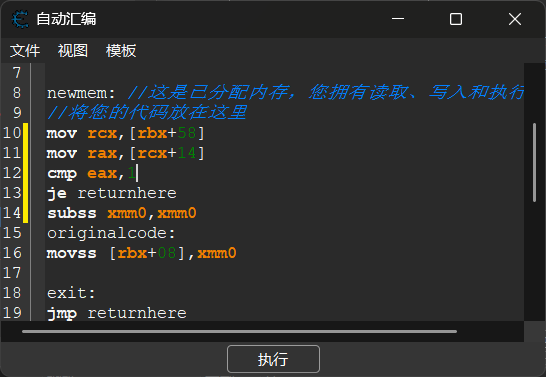 自动汇编
文件 视图 模板
7
8 newmem: //这是已分配内存，您拥有读取、写入和执行
9 //将您的代码放在这里
10 mov rcx,[rbx+58]
11 mov rax,[rcx+14]
12 cmp eax,1
13 je returnhere
14 subss xmm0,xmm0
15 originalcode:
16 movss [rbx+08],xmm0
17
18 exit:
19 jmp returnhere
执行